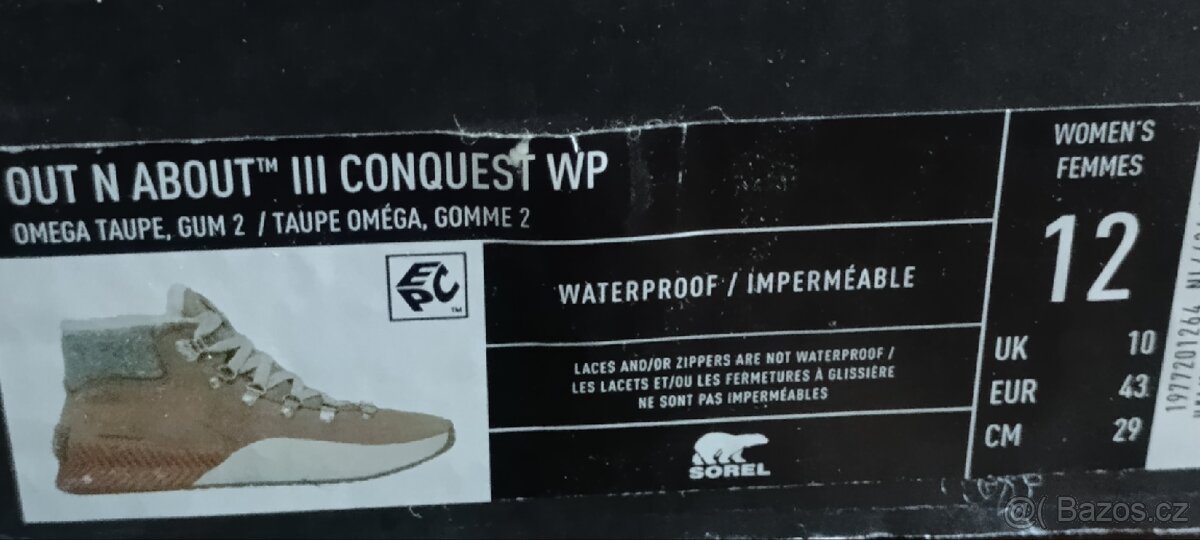 OUT N ABOUT™ III CONQUEST WP
OMEGA TAUPE, GUM 2 / TAUPE OMÉGA, GOMME 2
EPC™
WATERPROOF / IMPERMÉABLE
LACES AND/OR ZIPPERS ARE NOT WATERPROOF /
LES LACETS ET/OU LES FERMETURES À GLISSIÈRE
NE SONT PAS IMPERMÉABLES
SOREL
WOMEN'S
FEMMES
12
UK 10
EUR 43
CM 29
19777201264
@( Bazos.cz